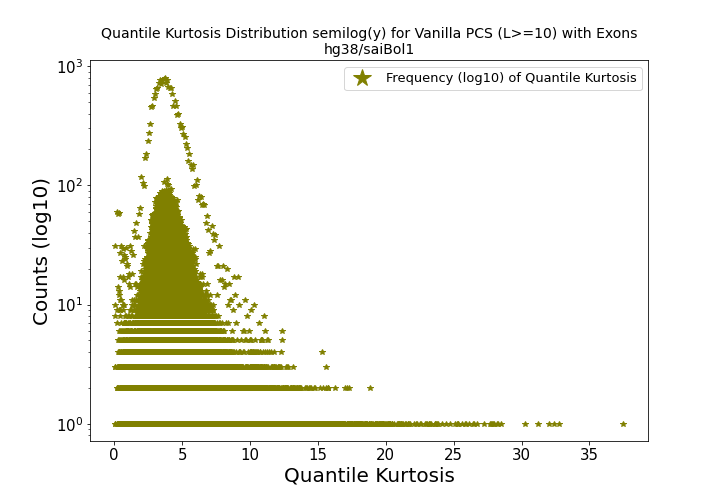 Quantile Kurtosis Distribution semilog(y) for Vanilla PCS (L>=10) with Exons
hg38/saiBol1
Frequency (log10) of Quantile Kurtosis
Counts (log10)
10³
10²
10¹
10⁰
0 5 10 15 20 25 30 35
Quantile Kurtosis